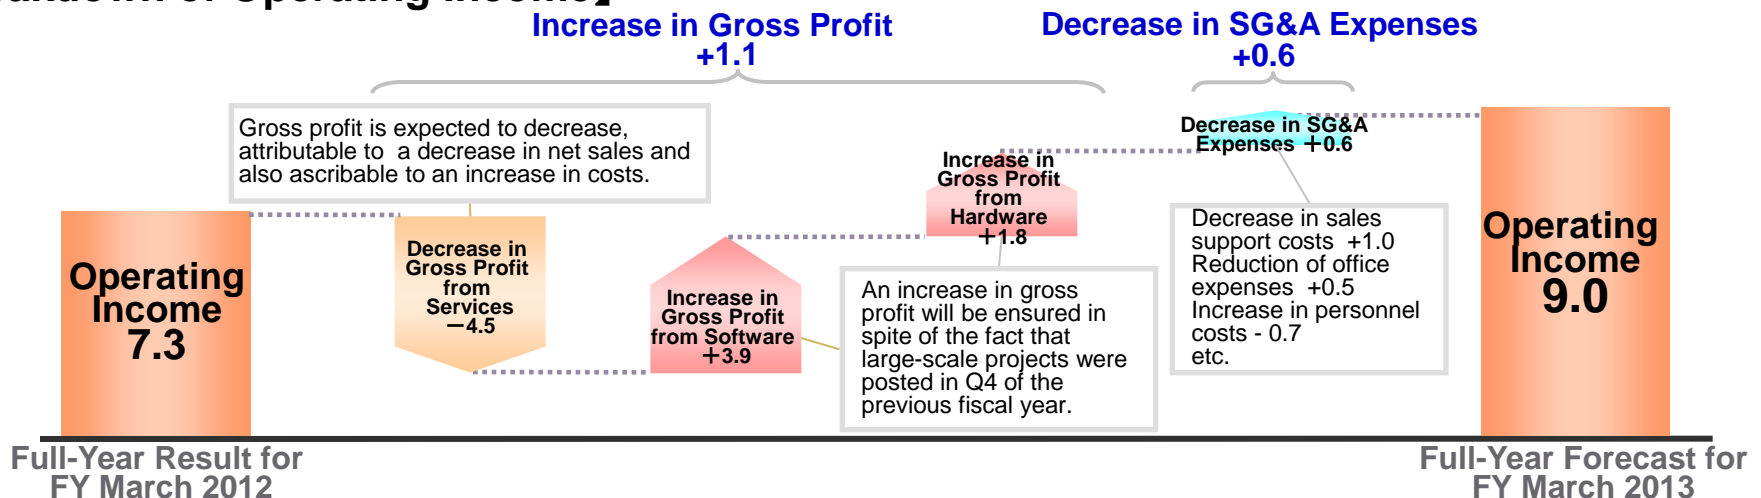 Increase in Gross Profit
+1.1
Decrease in SG&A Expenses
+0.6
Gross profit is expected to decrease,
attributable to a decrease in net sales and
also ascribable to an increase in costs.
Decrease in SG&A
Expenses +0.6
Increase in
Gross Profit
from
Hardware
+1.8
Operating
Income
7.3
Decrease in
Gross Profit
from
Services
−4.5
Increase in
Gross Profit
from Software
+3.9
An increase in gross
profit will be ensured in
spite of the fact that
large-scale projects were
posted in Q4 of the
previous fiscal year.
Decrease in sales
support costs +1.0
Reduction of office
expenses +0.5
Increase in personnel
costs - 0.7
etc.
Operating
Income
9.0
Full-Year Result for
FY March 2012
Full-Year Forecast for
FY March 2013